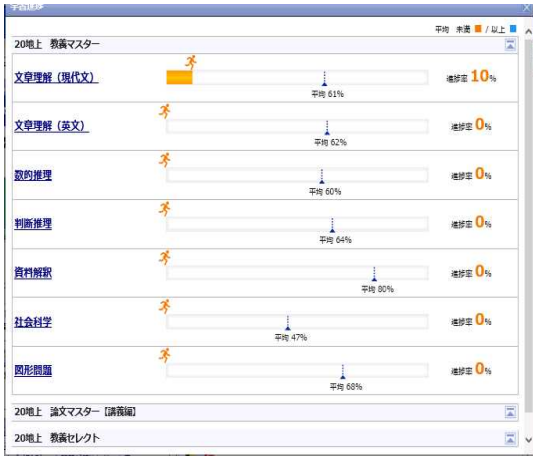 学習進捗
平均 未満 / 以上
20地上 教養マスター
文章理解（現代文）
平均 61%
進捗率 10%
文章理解（英文）
平均 62%
進捗率 0%
数的推理
平均 60%
進捗率 0%
判断推理
平均 64%
進捗率 0%
資料解釈
平均 80%
進捗率 0%
社会科学
平均 47%
進捗率 0%
図形問題
平均 68%
進捗率 0%
20地上 論文マスター【講義編】
20地上 教養セレクト